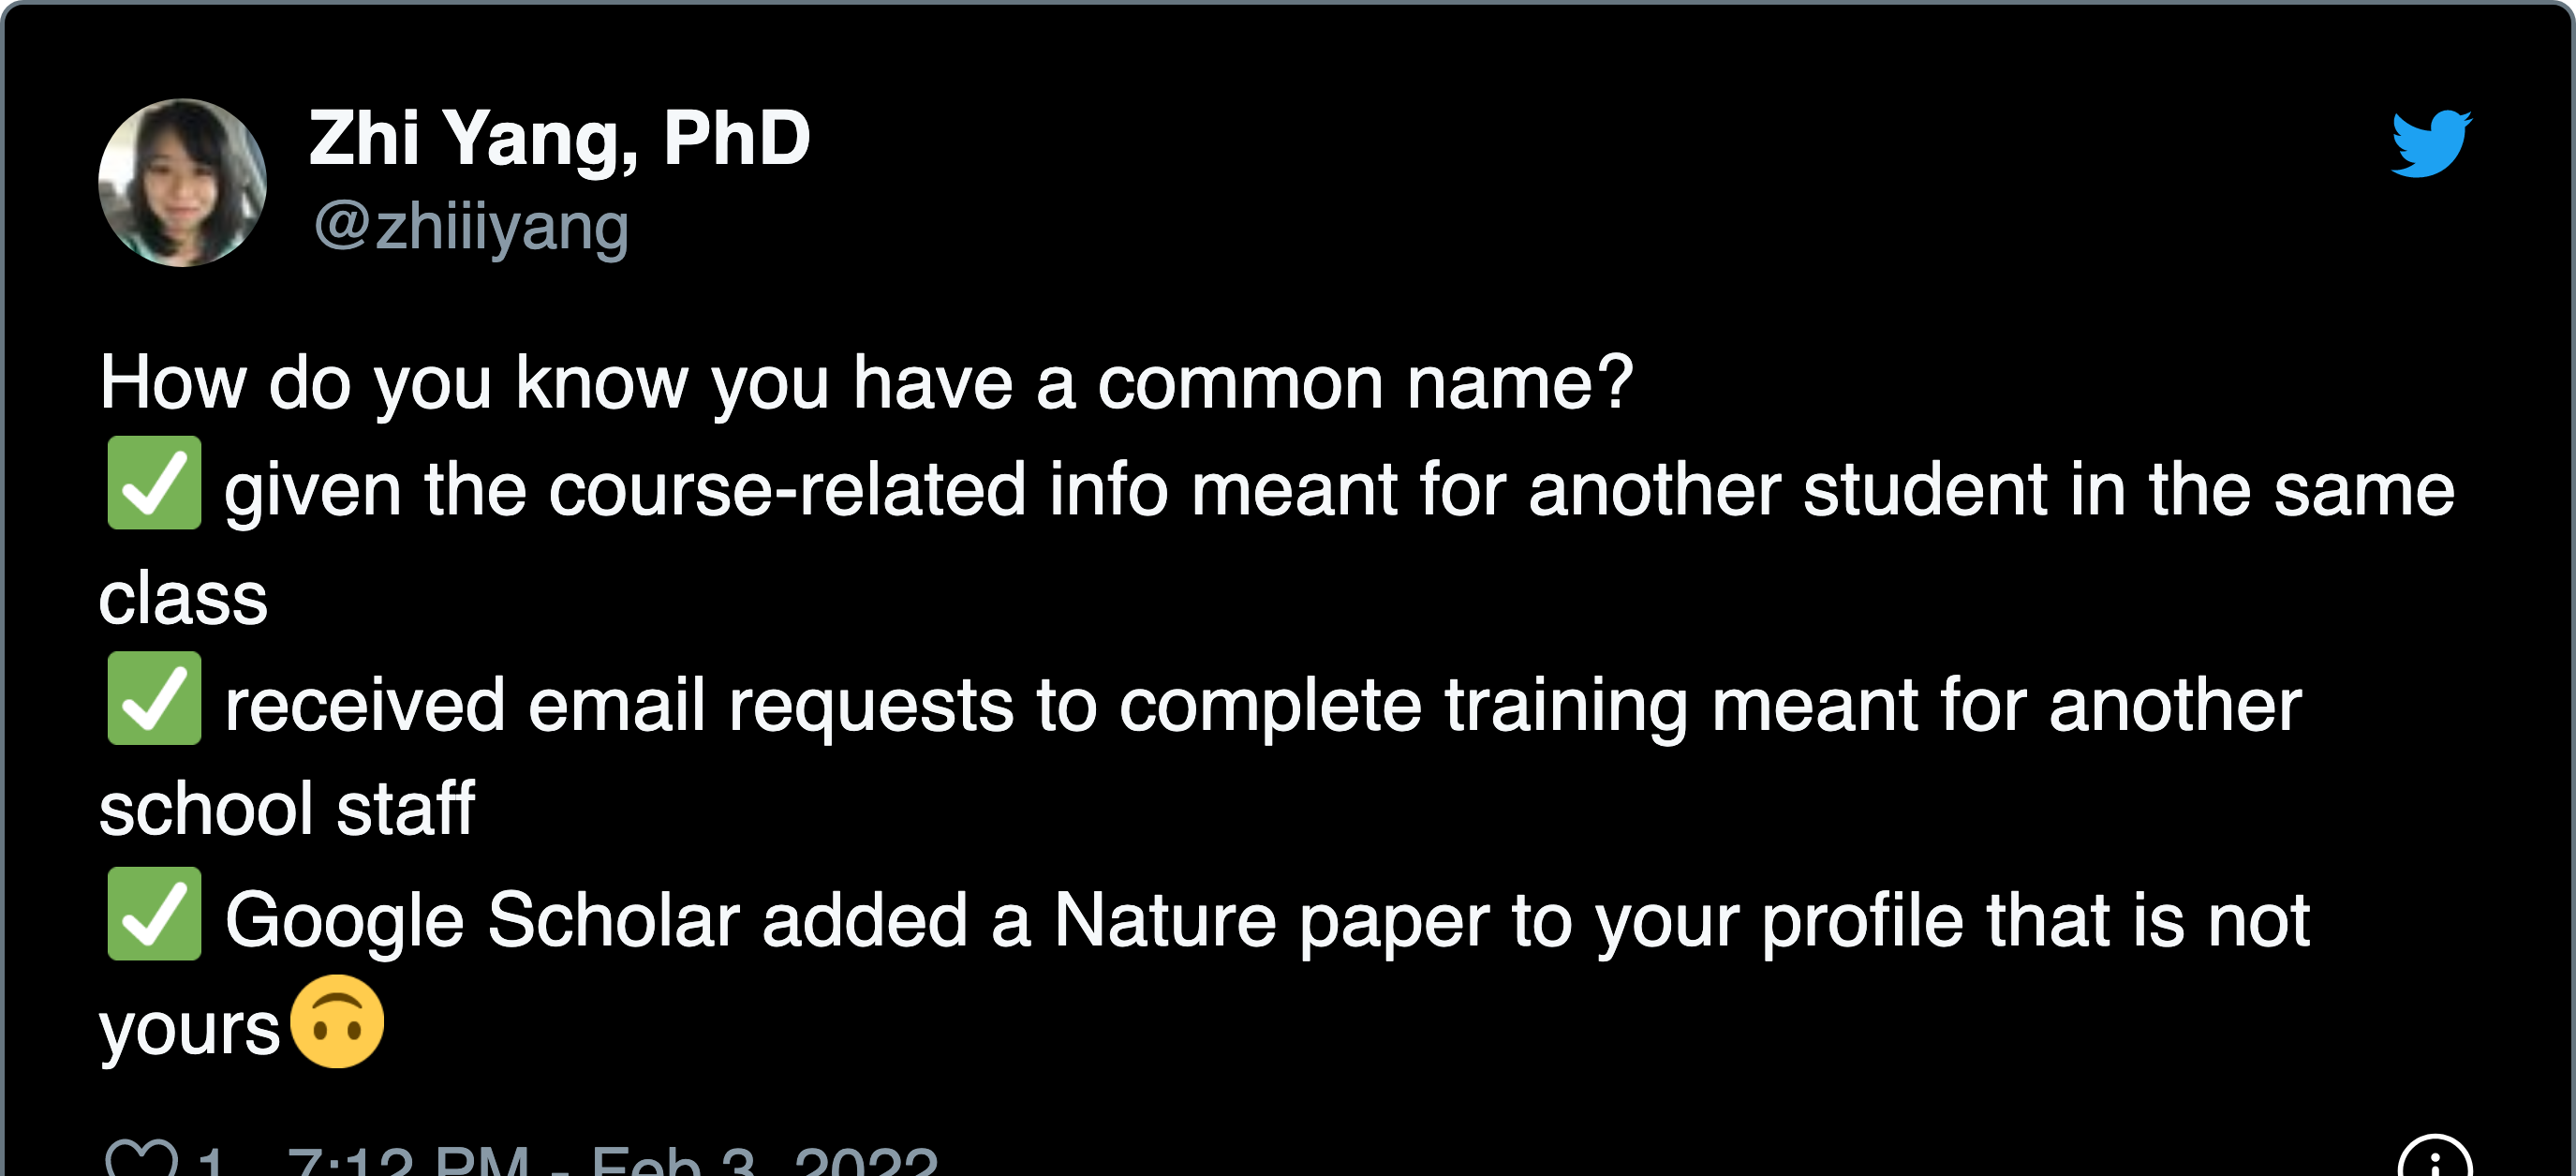 Zhi Yang, PhD
@zhiiiyang
How do you know you have a common name?
✅ given the course-related info meant for another student in the same
class
✅ received email requests to complete training meant for another
school staff
✅ Google Scholar added a Nature paper to your profile that is not
yours🙃
1 7:12 PM - Feb 3, 2022